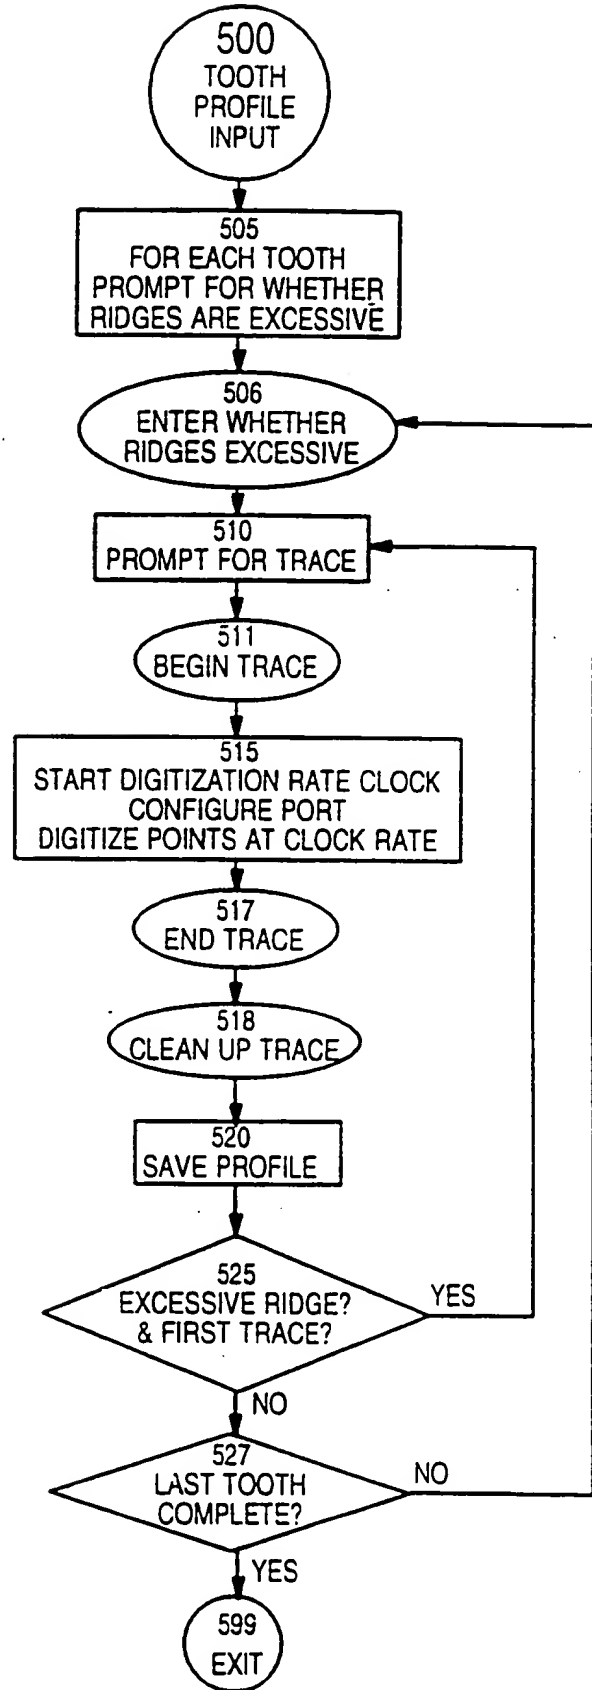 500
TOOTH
PROFILE
INPUT
505
FOR EACH TOOTH
PROMPT FOR WHETHER
RIDGES ARE EXCESSIVE
506
ENTER WHETHER
RIDGES EXCESSIVE
510
PROMPT FOR TRACE
511
BEGIN TRACE
515
START DIGITIZATION RATE CLOCK
CONFIGURE PORT
DIGITIZE POINTS AT CLOCK RATE
517
END TRACE
518
CLEAN UP TRACE
520
SAVE PROFILE
525
EXCESSIVE RIDGE?
& FIRST TRACE?
YES
NO
527
LAST TOOTH
COMPLETE?
NO
YES
599
EXIT